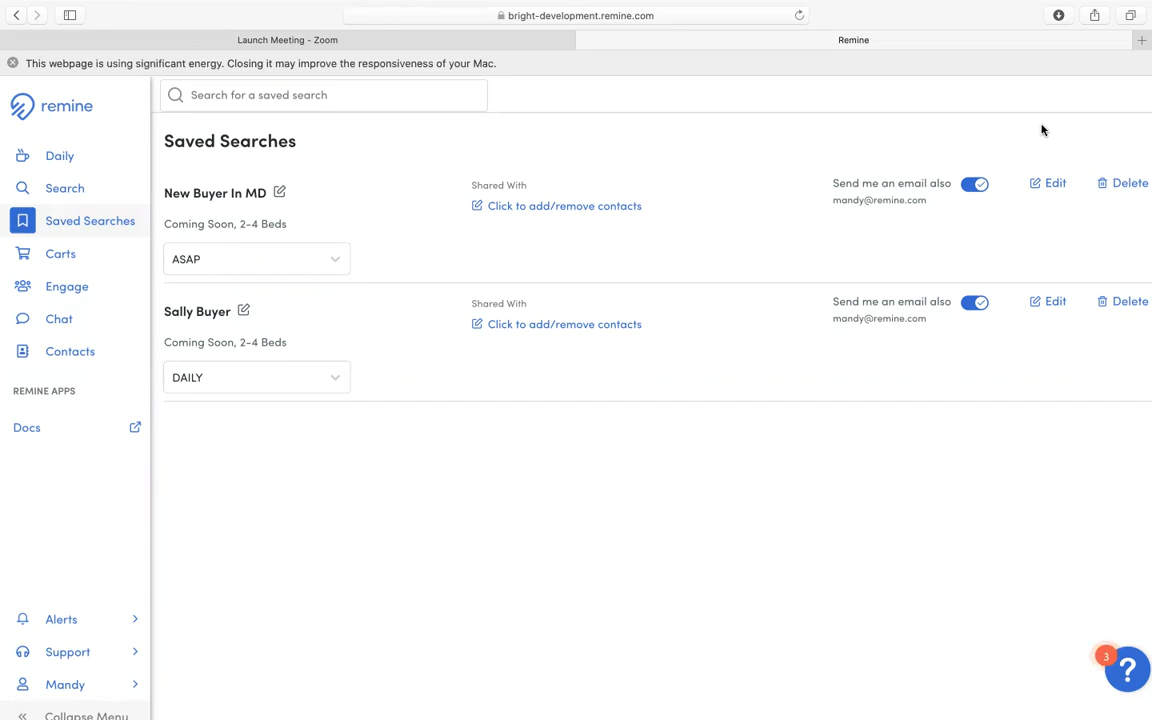 bright-development.remine.com
Launch Meeting - Zoom
Remine
This webpage is using significant energy. Closing it may improve the responsiveness of your Mac.
remine
Search for a saved search
Daily
Search
Saved Searches
Carts
Engage
Chat
Contacts
REMINE APPS
Docs
Alerts
Support
Mandy
Collapse Menu
Saved Searches
New Buyer In MD
Coming Soon, 2-4 Beds
ASAP
Shared With
Click to add/remove contacts
Send me an email also
mandy@remine.com
Edit
Delete
Sally Buyer
Coming Soon, 2-4 Beds
DAILY
Shared With
Click to add/remove contacts
Send me an email also
mandy@remine.com
Edit
Delete
3
?